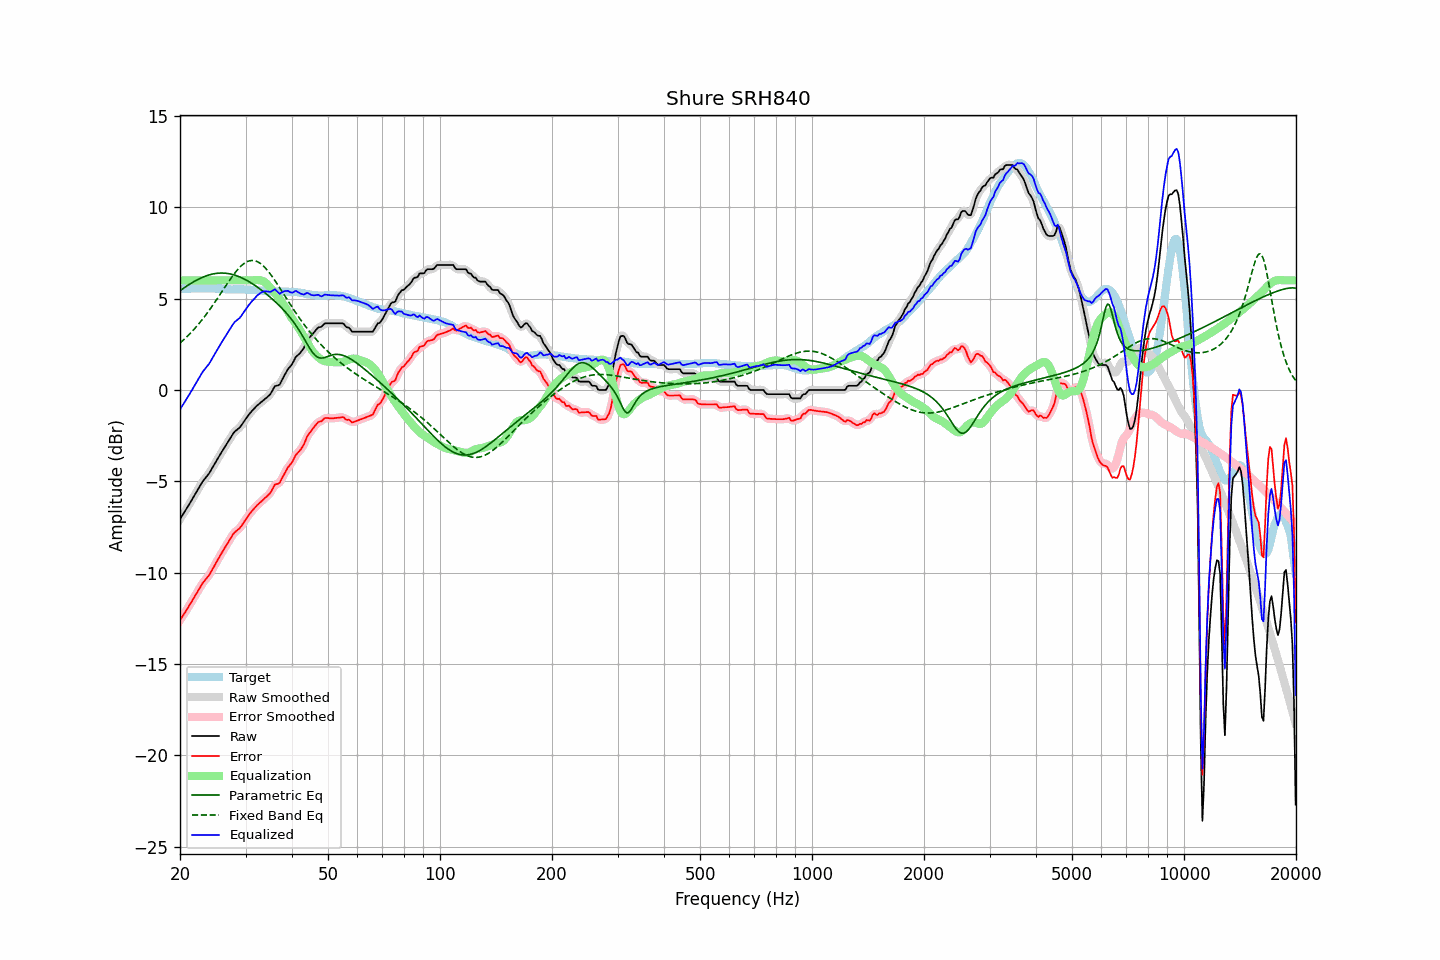 Shure SRH840
15
10
5
0
−5
−10
−15
−20
−25
Amplitude (dBr)
Target
Raw Smoothed
Error Smoothed
Raw
Error
Equalization
Parametric Eq
Fixed Band Eq
Equalized
20 50 100 200 500 1000 2000 5000 10000 20000
Frequency (Hz)